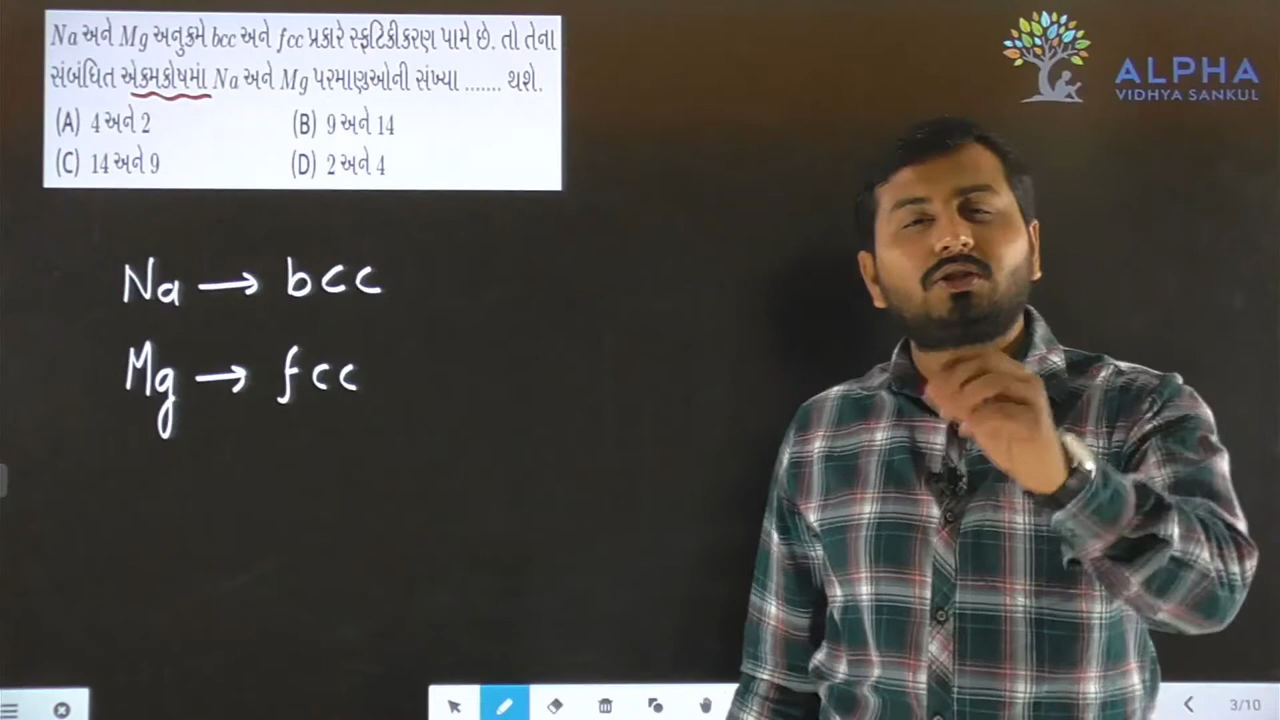 Na અને Mg અનુક્રમે bcc અને fcc પ્રકારે સ્ફટિકીકરણ પામે છે. તો તેના
સંબંધિત એકમકોષમાં Na અને Mg પરમાણુઓની સંખ્યા ....... થશે.
(A) 4 અને 2 (B) 9 અને 14
(C) 14 અને 9 (D) 2 અને 4
ALPHA
VIDHYA SANKUL
Na → bcc
Mg → fcc
3/10